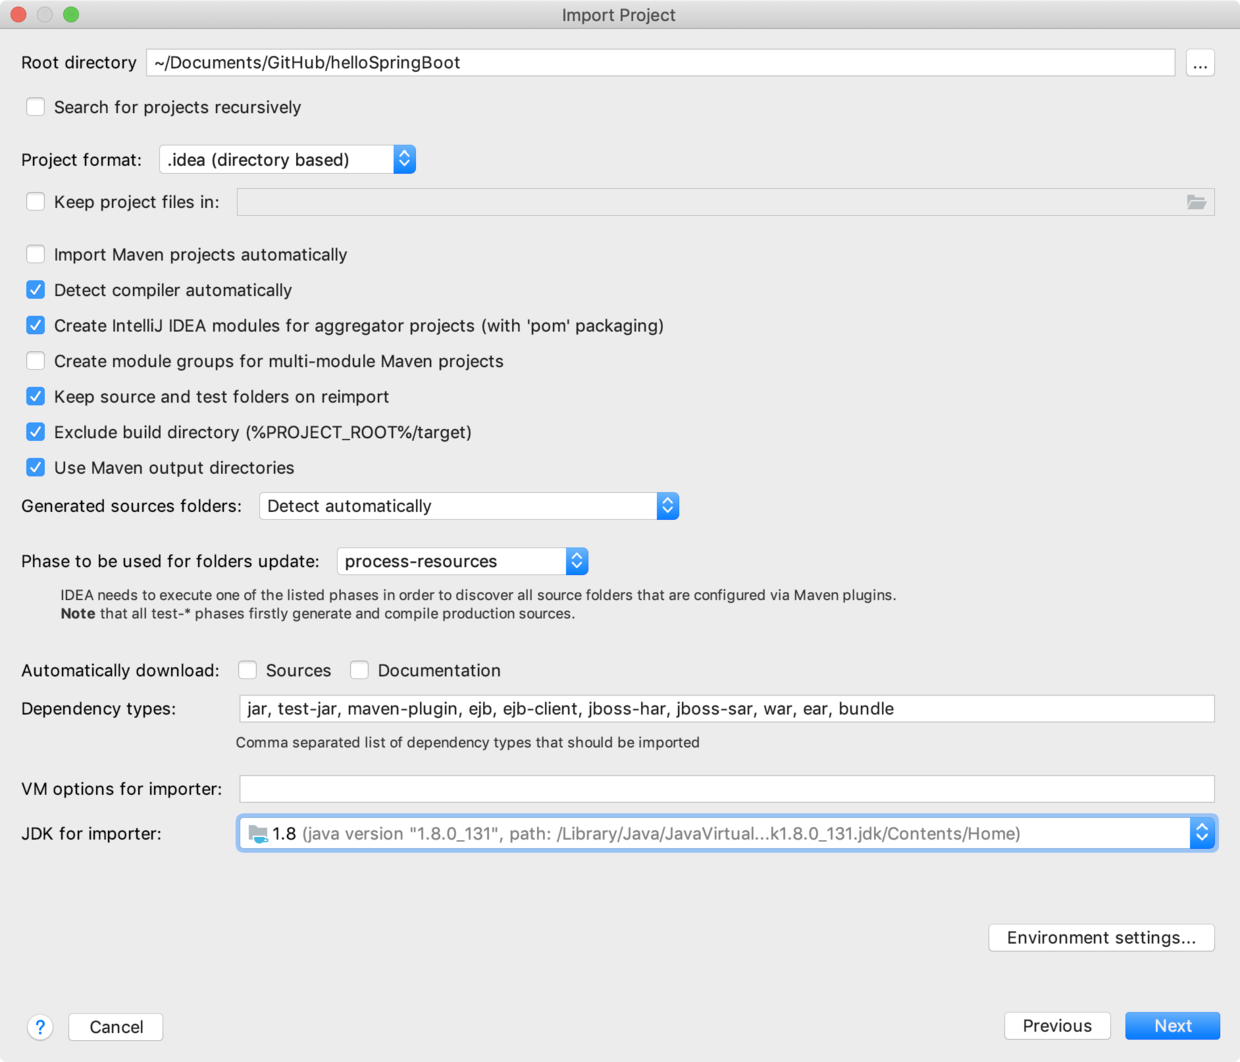 Import Project
Root directory ~/Documents/GitHub/helloSpringBoot ...
Search for projects recursively
Project format: .idea (directory based)
Keep project files in:
Import Maven projects automatically
Detect compiler automatically
Create IntelliJ IDEA modules for aggregator projects (with 'pom' packaging)
Create module groups for multi-module Maven projects
Keep source and test folders on reimport
Exclude build directory (%PROJECT_ROOT%/target)
Use Maven output directories
Generated sources folders: Detect automatically
Phase to be used for folders update: process-resources
IDEA needs to execute one of the listed phases in order to discover all source folders that are configured via Maven plugins.
Note that all test-* phases firstly generate and compile production sources.
Automatically download: Sources Documentation
Dependency types: jar, test-jar, maven-plugin, ejb, ejb-client, jboss-har, jboss-sar, war, ear, bundle
Comma separated list of dependency types that should be imported
VM options for importer:
JDK for importer: 1.8 (java version "1.8.0_131", path: /Library/Java/JavaVirtual...k1.8.0_131.jdk/Contents/Home)
Environment settings...
? Cancel Previous Next